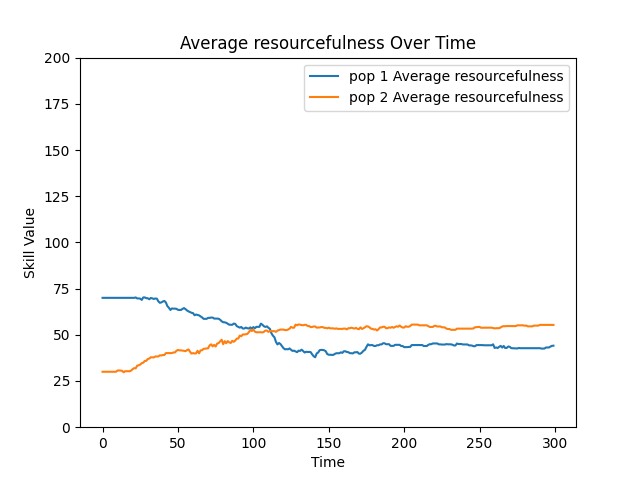 Average resourcefulness Over Time
pop 1 Average resourcefulness
pop 2 Average resourcefulness
Skill Value
200
175
150
125
100
75
50
25
0
0 50 100 150 200 250 300
Time